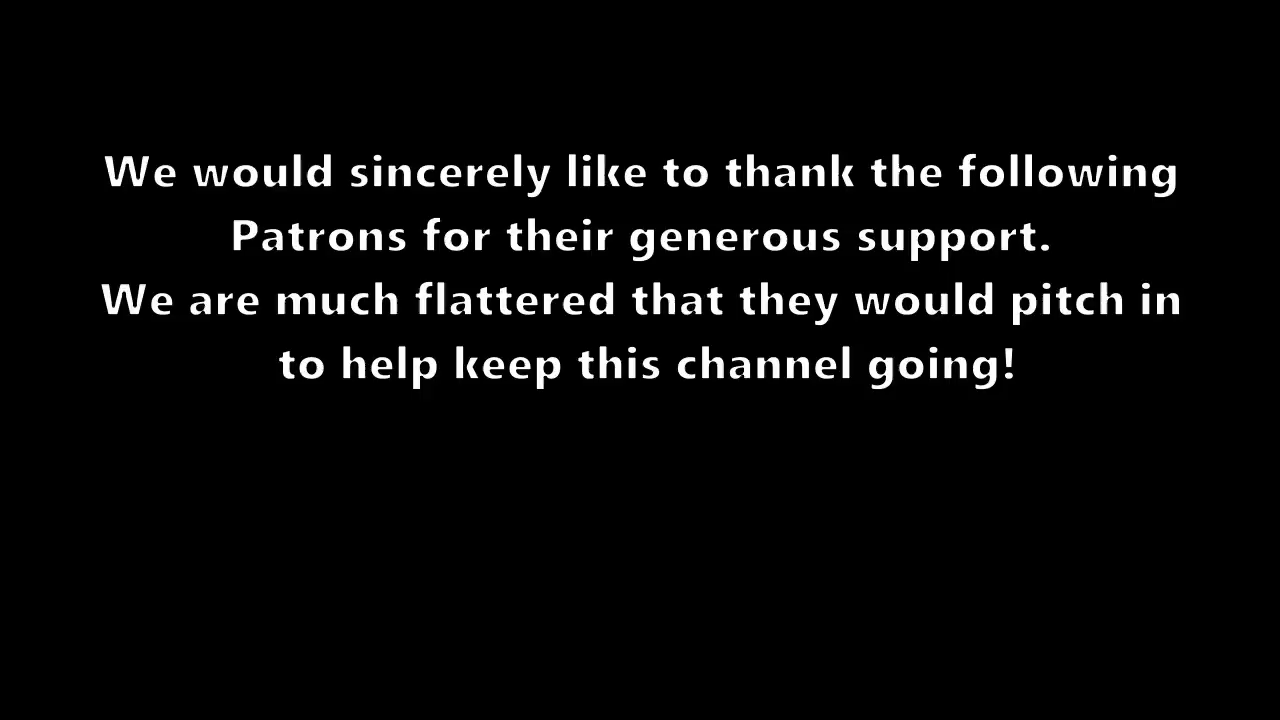 We would sincerely like to thank the following
Patrons for their generous support.
We are much flattered that they would pitch in
to help keep this channel going!